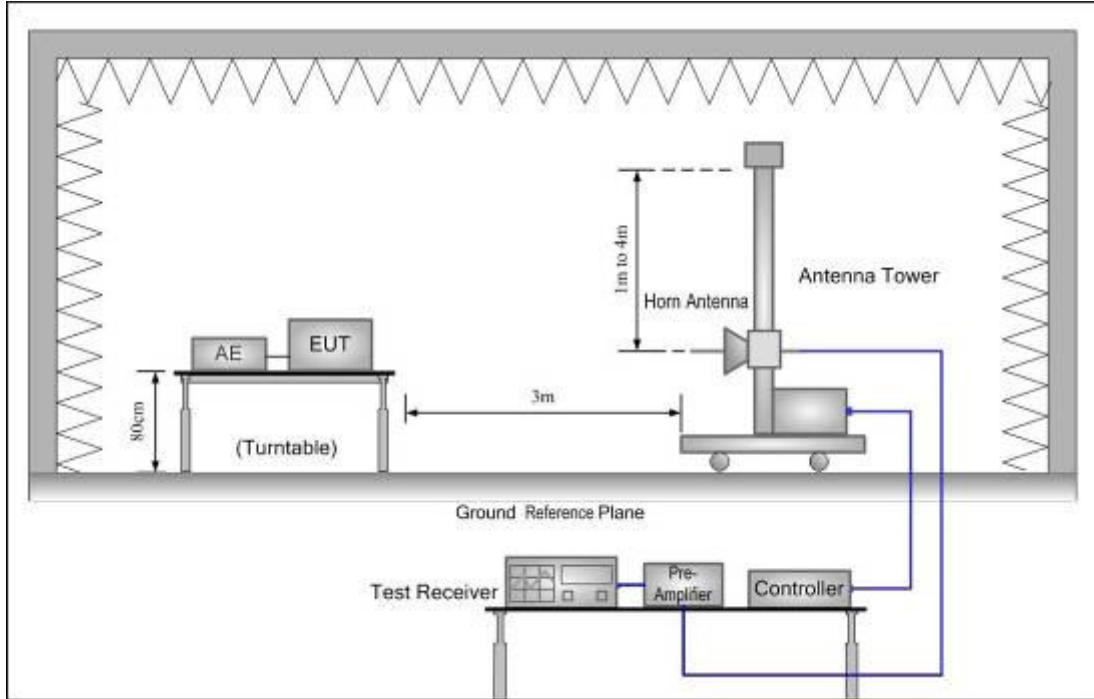 1m to 4m
Antenna Tower
Horn Antenna
AE
EUT
80cm
3m
(Turntable)
Ground Reference Plane
Test Receiver
Pre-
Amplifier
Controller